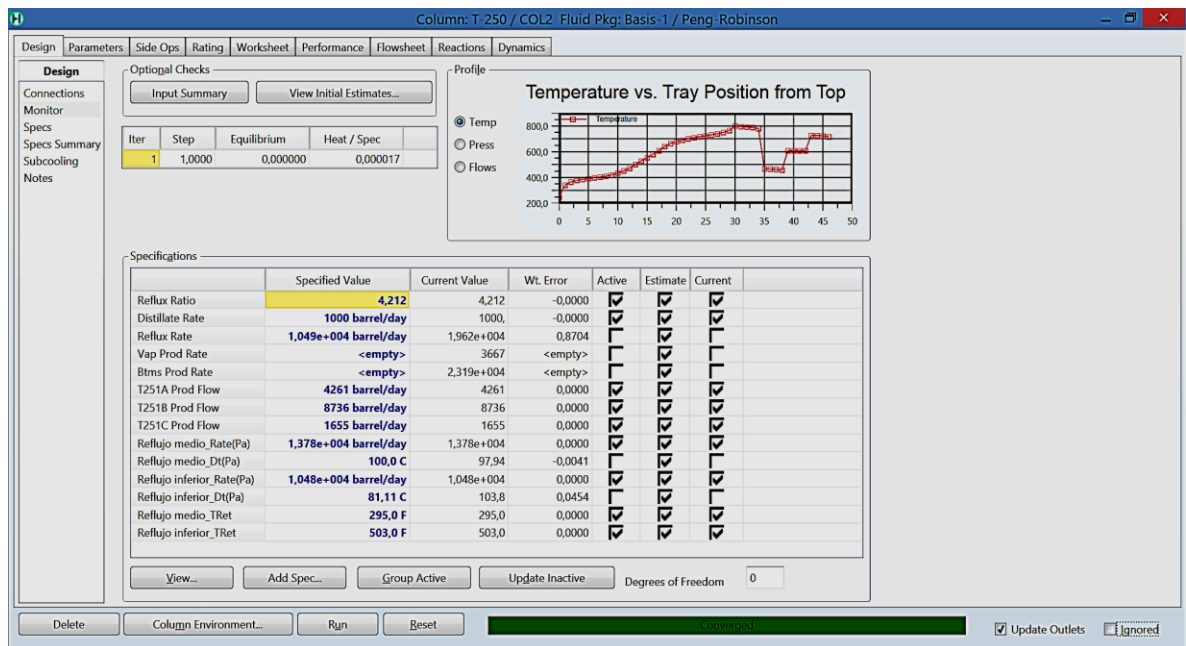 Column: T-250 / COL2 Fluid Pkg: Basis-1 / Peng-Robinson
Design Parameters Side Ops Rating Worksheet Performance Flowsheet Reactions Dynamics
Design
Connections
Monitor
Specs
Specs Summary
Subcooling
Notes
Optional Checks
Input Summary View Initial Estimates...
Iter Step Equilibrium Heat / Spec
1 1,0000 0,000000 0,000017
Profile
Temp
Press
Flows
Temperature vs. Tray Position from Top
Temperature
800,0
600,0
400,0
200,0
0 5 10 15 20 25 30 35 40 45 50
Specifications
Specified Value Current Value Wt. Error Active Estimate Current
Reflux Ratio 4,212 4,212 -0,0000
Distillate Rate 1000 barrel/day 1000, -0,0000
Reflux Rate 1,049e+004 barrel/day 1,962e+004 0,8704
Vap Prod Rate <empty> 3667 <empty>
Btms Prod Rate <empty> 2,319e+004 <empty>
T251A Prod Flow 4261 barrel/day 4261 0,0000
T251B Prod Flow 8736 barrel/day 8736 0,0000
T251C Prod Flow 1655 barrel/day 1655 0,0000
Reflujo medio_Rate(Pa) 1,378e+004 barrel/day 1,378e+004 0,0000
Reflujo medio_Dt(Pa) 100,0 C 97,94 -0,0041
Reflujo inferior_Rate(Pa) 1,048e+004 barrel/day 1,048e+004 0,0000
Reflujo inferior_Dt(Pa) 81,11 C 103,8 0,0454
Reflujo medio_TRet 295,0 F 295,0 0,0000
Reflujo inferior_TRet 503,0 F 503,0 0,0000
View... Add Spec... Group Active Update Inactive Degrees of Freedom 0
Delete Column Environment... Run Reset Converged Update Outlets Ignored